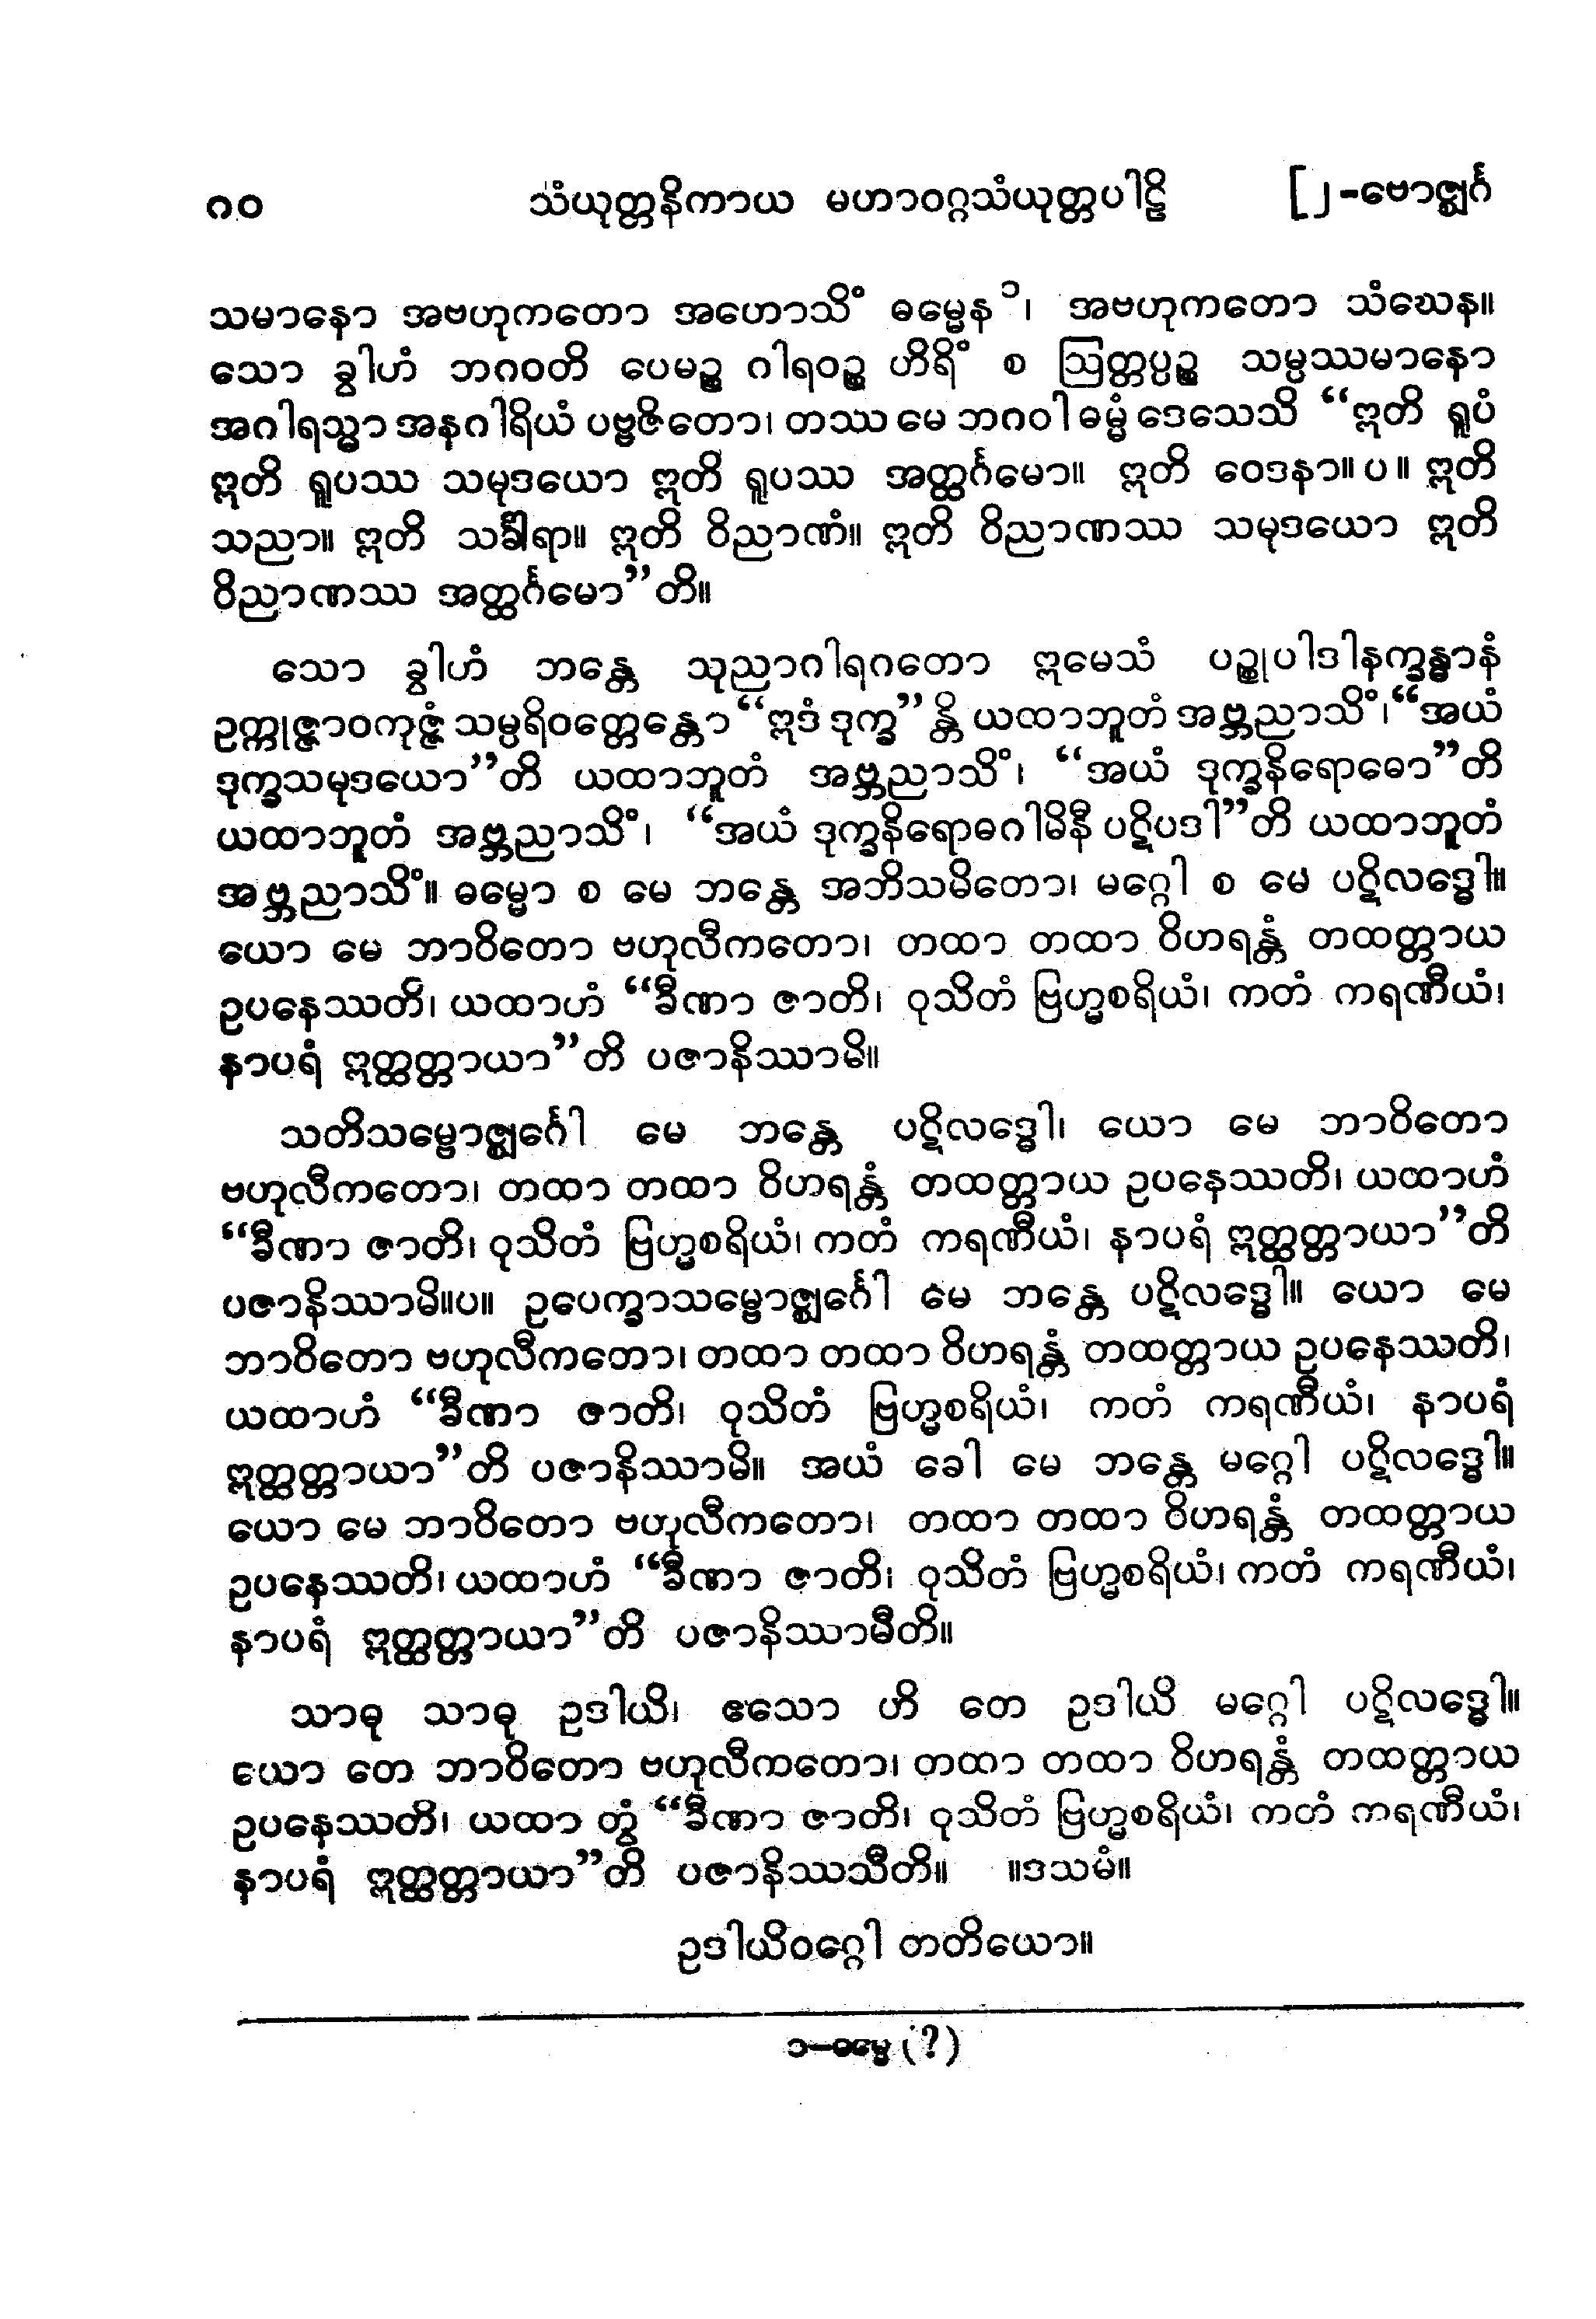 ၈၀ သံယုတ္တနိကာယ မဟာဝဂ္ဂသံယုတ္တပါဠိ [၂-ဗောဇ္ဈင်္ဂ
သမာနော အဗဟုကတော အဟောသိံ ဓမ္မေန ၁၊ အဗဟုကတော သံဃေန။
သော ခွါဟံ ဘဂဝတိ ပေမဉ္စ ဂါရဝဉ္စ ဟိရိံ စ ဩတ္တပ္ပဉ္စ သမ္ပဿမာနော
အဂါရသ္မာ အနဂါရိယံ ပဗ္ဗဇိတော၊ တဿ မေ ဘဂဝါ ဓမ္မံ ဒေသေသိ “ဣတိ ရူပံ
ဣတိ ရူပဿ သမုဒယော ဣတိ ရူပဿ အတ္ထင်္ဂမော။ ဣတိ ဝေဒနာ။ ပ။ ဣတိ
သညာ။ ဣတိ သင်္ခါရာ။ ဣတိ ဝိညာဏံ။ ဣတိ ဝိညာဏဿ သမုဒယော ဣတိ
ဝိညာဏဿ အတ္ထင်္ဂမော”တိ။
သော ခွါဟံ ဘန္တေ သုညာဂါရဂတော ဣမေသံ ပဉ္စုပါဒါနက္ခန္ဓာနံ
ဥက္ကုဇ္ဇာဝကုဇ္ဇံ သမ္ပရိဝတ္တေန္တော “ဣဒံ ဒုက္ခ”န္တိ ယထာဘူတံ အဗ္ဘညာသိံ၊ “အယံ
ဒုက္ခသမုဒယော”တိ ယထာဘူတံ အဗ္ဘညာသိံ၊ “အယံ ဒုက္ခနိရောဓော”တိ
ယထာဘူတံ အဗ္ဘညာသိံ၊ “အယံ ဒုက္ခနိရောဓဂါမိနီ ပဋိပဒါ”တိ ယထာဘူတံ
အဗ္ဘညာသိံ။ ဓမ္မော စ မေ ဘန္တေ အဘိသမိတော၊ မဂ္ဂေါ စ မေ ပဋိလဒ္ဓေါ။
ယော မေ ဘာဝိတော ဗဟုလီကတော၊ တထာ တထာ ဝိဟရန္တံ တထတ္တာယ
ဥပနေဿတိ၊ ယထာဟံ “ခီဏာ ဇာတိ၊ ဝုသိတံ ဗြဟ္မစရိယံ၊ ကတံ ကရဏီယံ၊
နာပရံ ဣတ္ထတ္တာယာ”တိ ပဇာနိဿာမိ။
သတိသမ္ဗောဇ္ဈင်္ဂေါ မေ ဘန္တေ ပဋိလဒ္ဓေါ၊ ယော မေ ဘာဝိတော
ဗဟုလီကတော၊ တထာ တထာ ဝိဟရန္တံ တထတ္တာယ ဥပနေဿတိ၊ ယထာဟံ
“ခီဏာ ဇာတိ၊ ဝုသိတံ ဗြဟ္မစရိယံ၊ ကတံ ကရဏီယံ၊ နာပရံ ဣတ္ထတ္တာယာ”တိ
ပဇာနိဿာမိ။ပ။ ဥပေက္ခာသမ္ဗောဇ္ဈင်္ဂေါ မေ ဘန္တေ ပဋိလဒ္ဓေါ။ ယော မေ
ဘာဝိတော ဗဟုလီကတော၊ တထာ တထာ ဝိဟရန္တံ တထတ္တာယ ဥပနေဿတိ၊
ယထာဟံ “ခီဏာ ဇာတိ၊ ဝုသိတံ ဗြဟ္မစရိယံ၊ ကတံ ကရဏီယံ၊ နာပရံ
ဣတ္ထတ္တာယာ”တိ ပဇာနိဿာမိ။ အယံ ခေါ မေ ဘန္တေ မဂ္ဂေါ ပဋိလဒ္ဓေါ။
ယော မေ ဘာဝိတော ဗဟုလီကတော၊ တထာ တထာ ဝိဟရန္တံ တထတ္တာယ
ဥပနေဿတိ၊ ယထာဟံ “ခီဏာ ဇာတိ၊ ဝုသိတံ ဗြဟ္မစရိယံ၊ ကတံ ကရဏီယံ၊
နာပရံ ဣတ္ထတ္တာယာ”တိ ပဇာနိဿာမီတိ။
သာဓု သာဓု ဥဒါယိ၊ ဧသော ဟိ တေ ဥဒါယိ မဂ္ဂေါ ပဋိလဒ္ဓေါ။
ယော တေ ဘာဝိတော ဗဟုလီကတော၊ တထာ တထာ ဝိဟရန္တံ တထတ္တာယ
ဥပနေဿတိ၊ ယထာ တွံ “ခီဏာ ဇာတိ၊ ဝုသိတံ ဗြဟ္မစရိယံ၊ ကတံ ကရဏီယံ၊
နာပရံ ဣတ္ထတ္တာယာ”တိ ပဇာနိဿသီတိ။ ။ဒသမံ။
ဥဒါယိဝဂ္ဂေါ တတိယော။
၁-ဓမ္မေ (?)